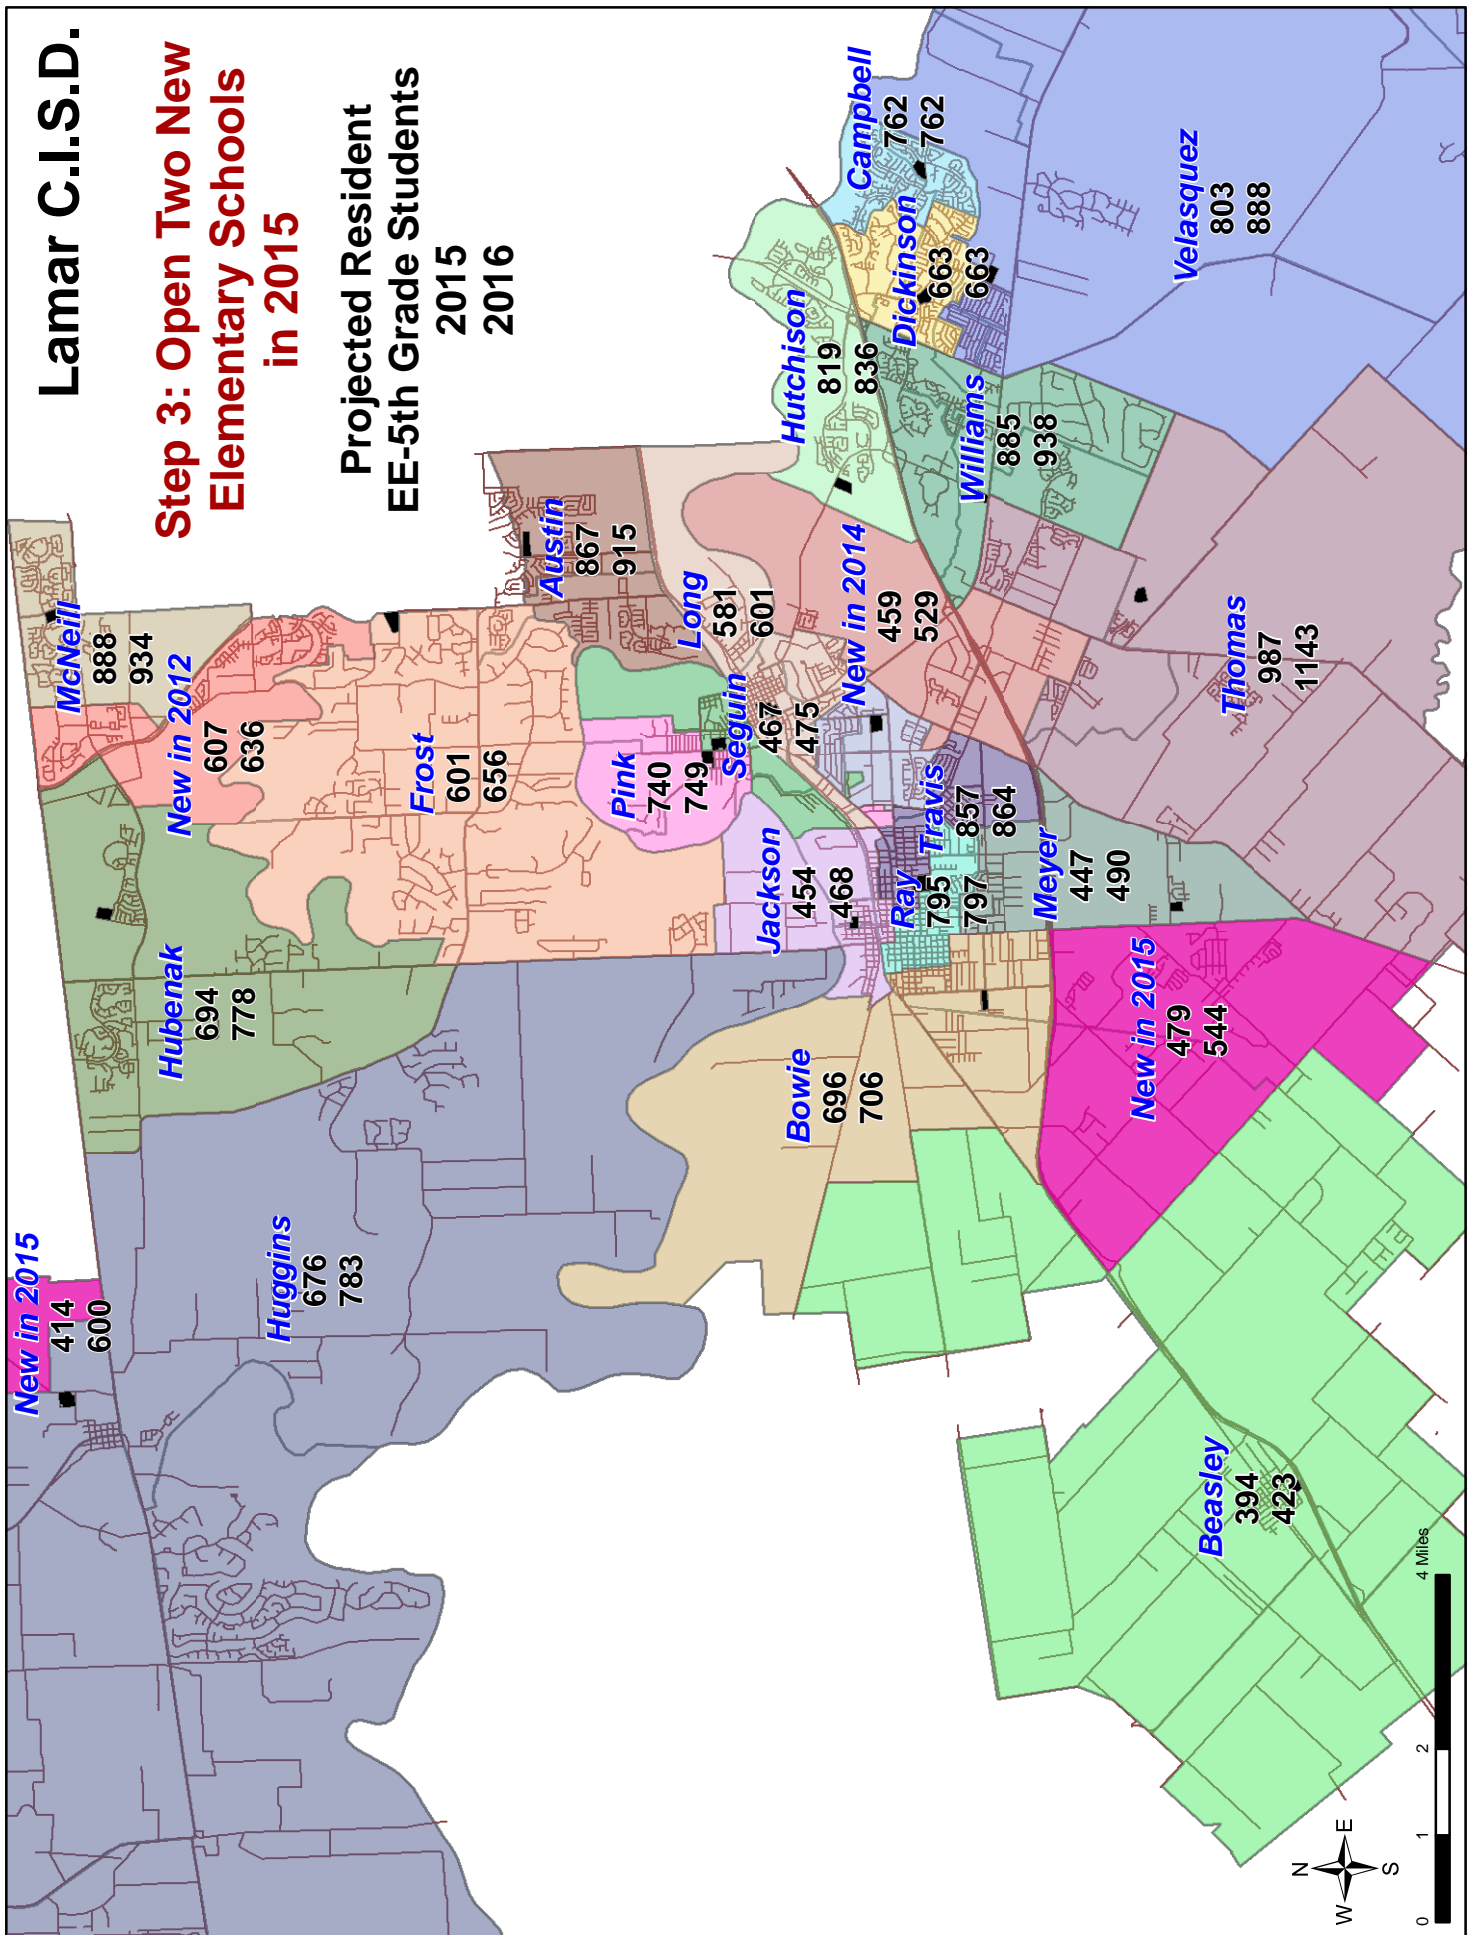 Lamar C.I.S.D.
Step 3: Open Two New
Elementary Schools
in 2015
Projected Resident
EE-5th Grade Students
2015
2016
New in 2015
414
600
Huggins
676
783
Hubenak
694
778
McNeill
888
934
New in 2012
607
636
Frost
601
656
Austin
867
915
Pink
740
749
Seguin
467
475
Long
581
601
Jackson
454
468
Bowie
696
706
Ray
795
797
Travis
857
864
Meyer
447
490
New in 2014
459
529
Hutchison
819
836
Campbell
762
762
Dickinson
663
663
Williams
885
938
Velasquez
803
888
Thomas
987
1143
New in 2015
479
544
Beasley
394
423
N
W E
S
0 1 2 4 Miles